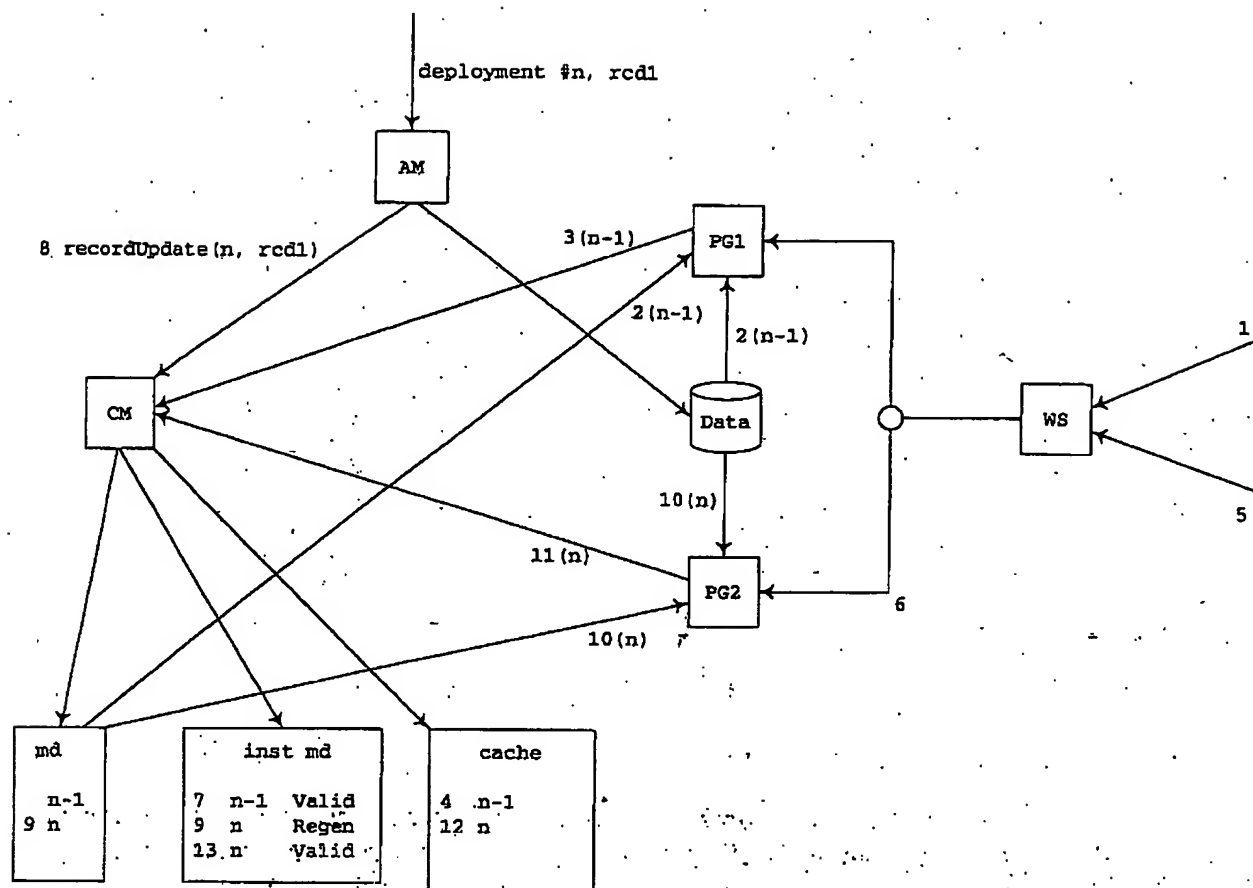 deployment #n, rcd1
AM
8 recordUpdate(n, rcd1)
3(n-1)
PG1
2(n-1)
2(n-1)
1
CM
Data
WS
10(n)
5
11(n)
PG2
6
10(n)
7
md
n-1
9 n
inst md
7 n-1 Valid
9 n Regen
13 n Valid
cache
4 n-1
12 n